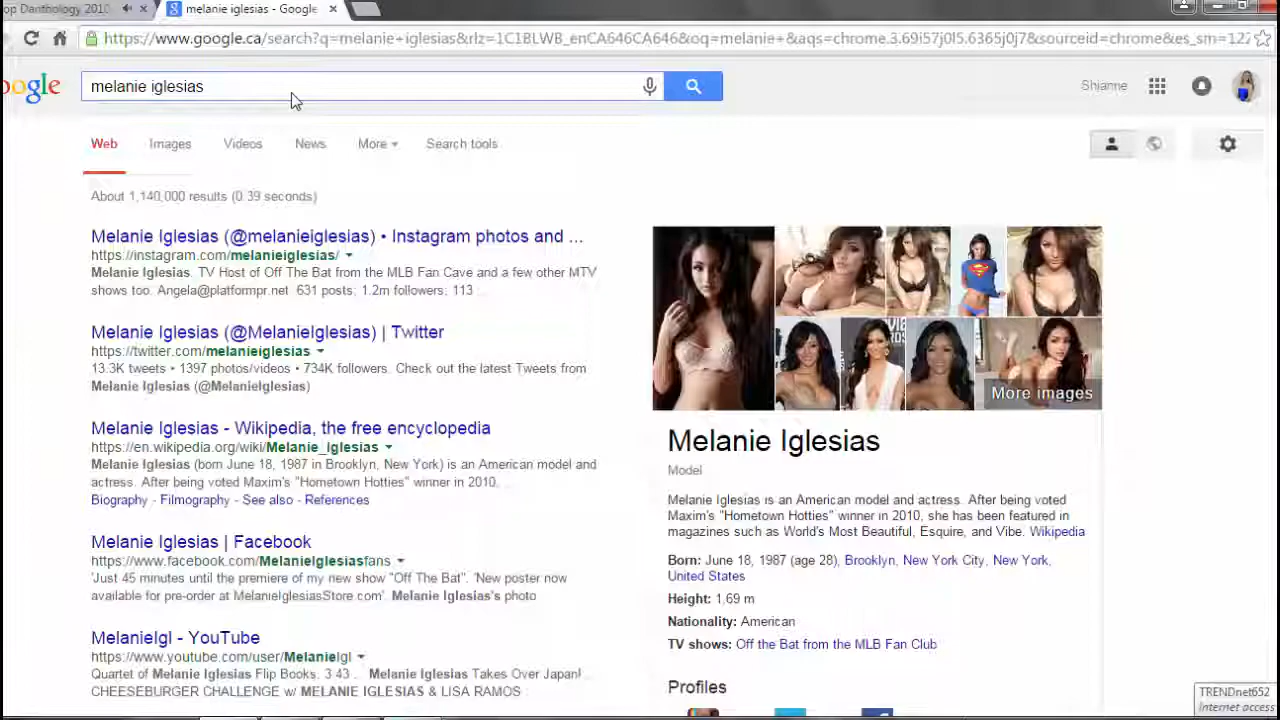 op Danthology 2010
melanie iglesias - Google
https://www.google.ca/search?q=melanie+iglesias&rlz=1C1BLWB_enCA646CA646&oq=melanie+&aqs=chrome.3.69i57j0l5.6365j0j7&sourceid=chrome&es_sm=122
oogle
melanie iglesias
Shianne
Web Images Videos News More Search tools
About 1,140,000 results (0.39 seconds)
Melanie Iglesias (@melanieiglesias) • Instagram photos and ...
https://instagram.com/melanieiglesias/
Melanie Iglesias. TV Host of Off The Bat from the MLB Fan Cave and a few other MTV
shows too. Angela@platformpr.net 631 posts; 1.2m followers; 113 ...
Melanie Iglesias (@MelanieIglesias) | Twitter
https://twitter.com/melanieiglesias
13.3K tweets • 1397 photos/videos • 734K followers. Check out the latest Tweets from
Melanie Iglesias (@MelanieIglesias)
Melanie Iglesias - Wikipedia, the free encyclopedia
https://en.wikipedia.org/wiki/Melanie_Iglesias
Melanie Iglesias (born June 18, 1987 in Brooklyn, New York) is an American model and
actress. After being voted Maxim's "Hometown Hotties" winner in 2010, ...
Biography - Filmography - See also - References
Melanie Iglesias | Facebook
https://www.facebook.com/MelanieIglesiasfans
'Just 45 minutes until the premiere of my new show "Off The Bat". 'New poster now
available for pre-order at MelanieIglesiasStore.com'. Melanie Iglesias's photo
MelanieIgl - YouTube
https://www.youtube.com/user/MelanieIgl
Quartet of Melanie Iglesias Flip Books. 3:43 ... Melanie Iglesias Takes Over Japan! ...
CHEESEBURGER CHALLENGE w/ MELANIE IGLESIAS & LISA RAMOS
More images
Melanie Iglesias
Model
Melanie Iglesias is an American model and actress. After being voted
Maxim's "Hometown Hotties" winner in 2010, she has been featured in
magazines such as World's Most Beautiful, Esquire, and Vibe. Wikipedia
Born: June 18, 1987 (age 28), Brooklyn, New York City, New York,
United States
Height: 1.69 m
Nationality: American
TV shows: Off the Bat from the MLB Fan Club
Profiles
TRENDnet652
Internet access